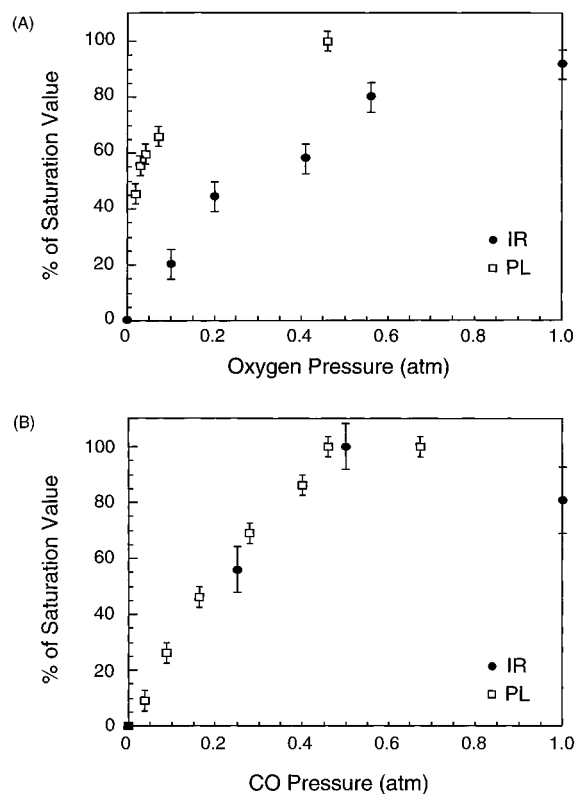 (A)
100
80
60
40
20
0
% of Saturation Value
IR
PL
0 0.2 0.4 0.6 0.8 1.0
Oxygen Pressure (atm)
(B)
100
80
60
40
20
0
% of Saturation Value
IR
PL
0 0.2 0.4 0.6 0.8 1.0
CO Pressure (atm)